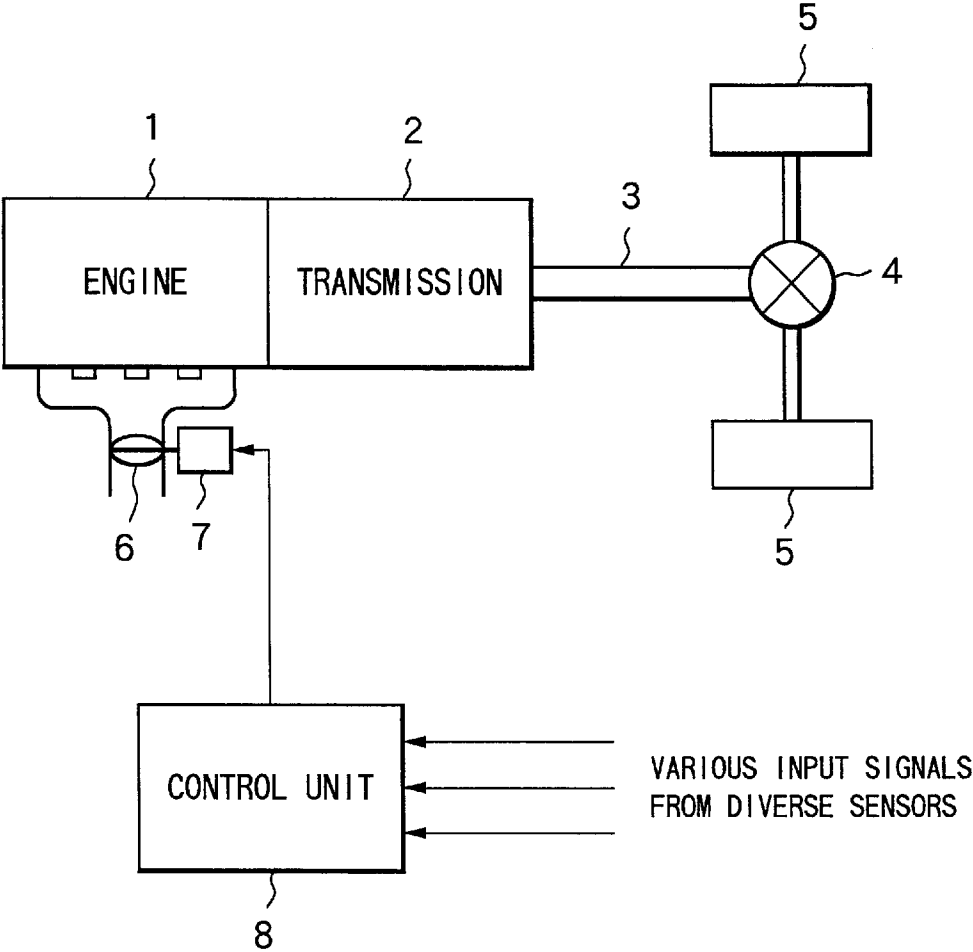 5
1
2
3
ENGINE
TRANSMISSION
4
6
7
5
CONTROL UNIT
VARIOUS INPUT SIGNALS
FROM DIVERSE SENSORS
8